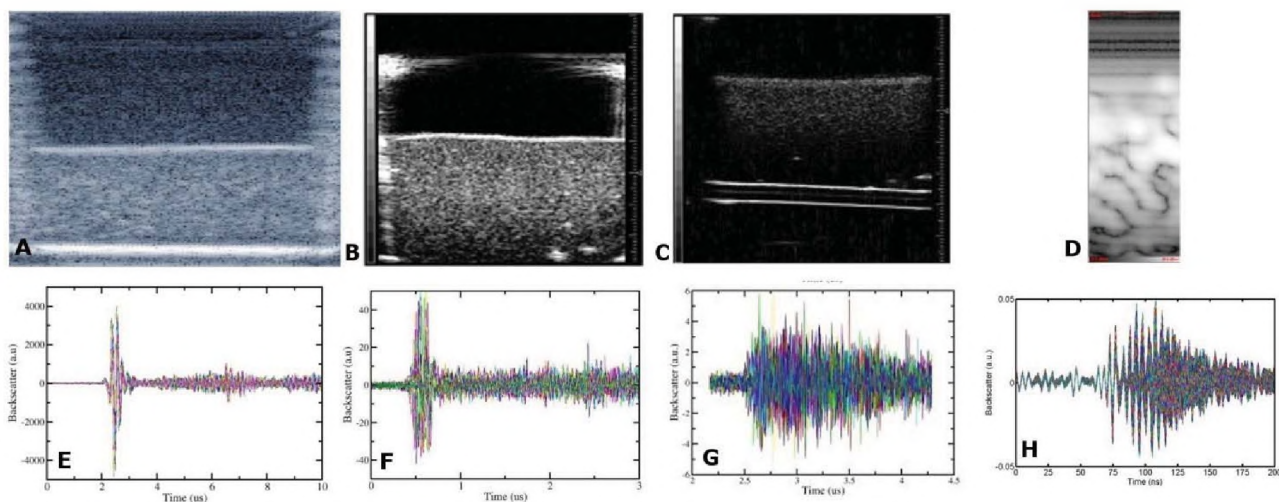 A
B
C
D
4000
2000
0
-2000
-4000
Backscatter (a.u)
E
0 2 4 6 8 10
Time (us)
40
20
0
-20
-40
Backscatter (a.u)
F
0 1 2 3
Time (us)
6
4
2
0
-2
-4
-6
Backscatter (a.u)
G
2 2.5 3 3.5 4 4.5
Time (us)
0.05
0
-0.05
Backscatter (a.u.)
H
0 25 50 75 100 125 150 175 200
Time (ns)